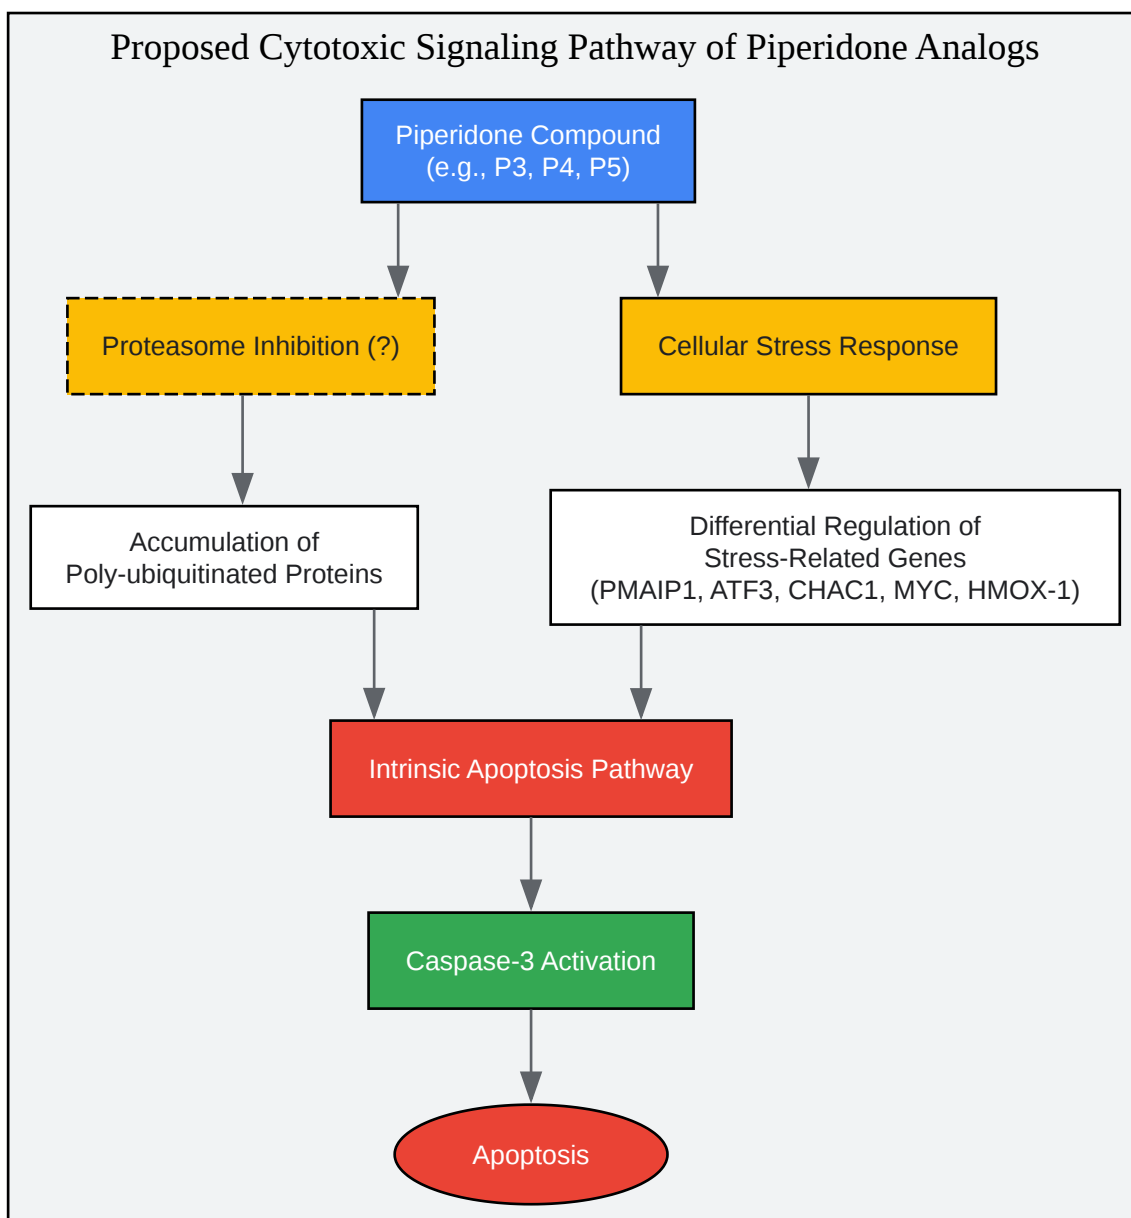 Proposed Cytotoxic Signaling Pathway of Piperidone Analogs
Piperidone Compound
(e.g., P3, P4, P5)
Proteasome Inhibition (?)
Cellular Stress Response
Accumulation of
Poly-ubiquitinated Proteins
Differential Regulation of
Stress-Related Genes
(PMAIP1, ATF3, CHAC1, MYC, HMOX-1)
Intrinsic Apoptosis Pathway
Caspase-3 Activation
Apoptosis